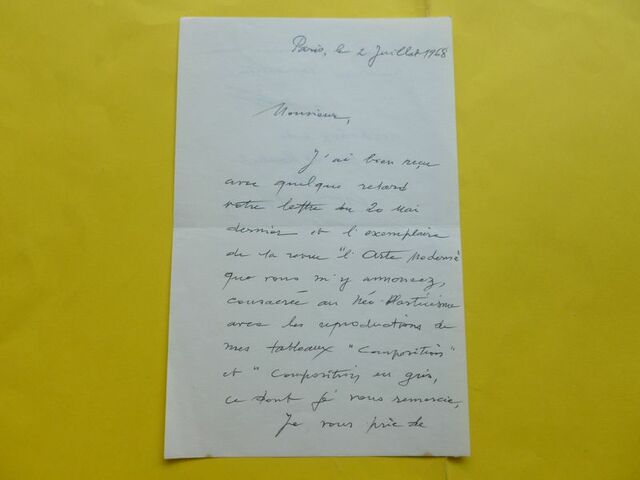 Paris, le 2 Juillet 1968
Monsieur,
J'ai bien reçu
avec quelque retard
votre lettre du 20 Mai
dernier et l'exemplaire
de la revue "l'Arte Moderne
que vous m'y annoncez,
consacrée au Néo-Plasticisme
avec les reproductions de
mes tableaux "Composition"
et "Composition en gris,
ce dont je vous remercie,
Je vous prie de